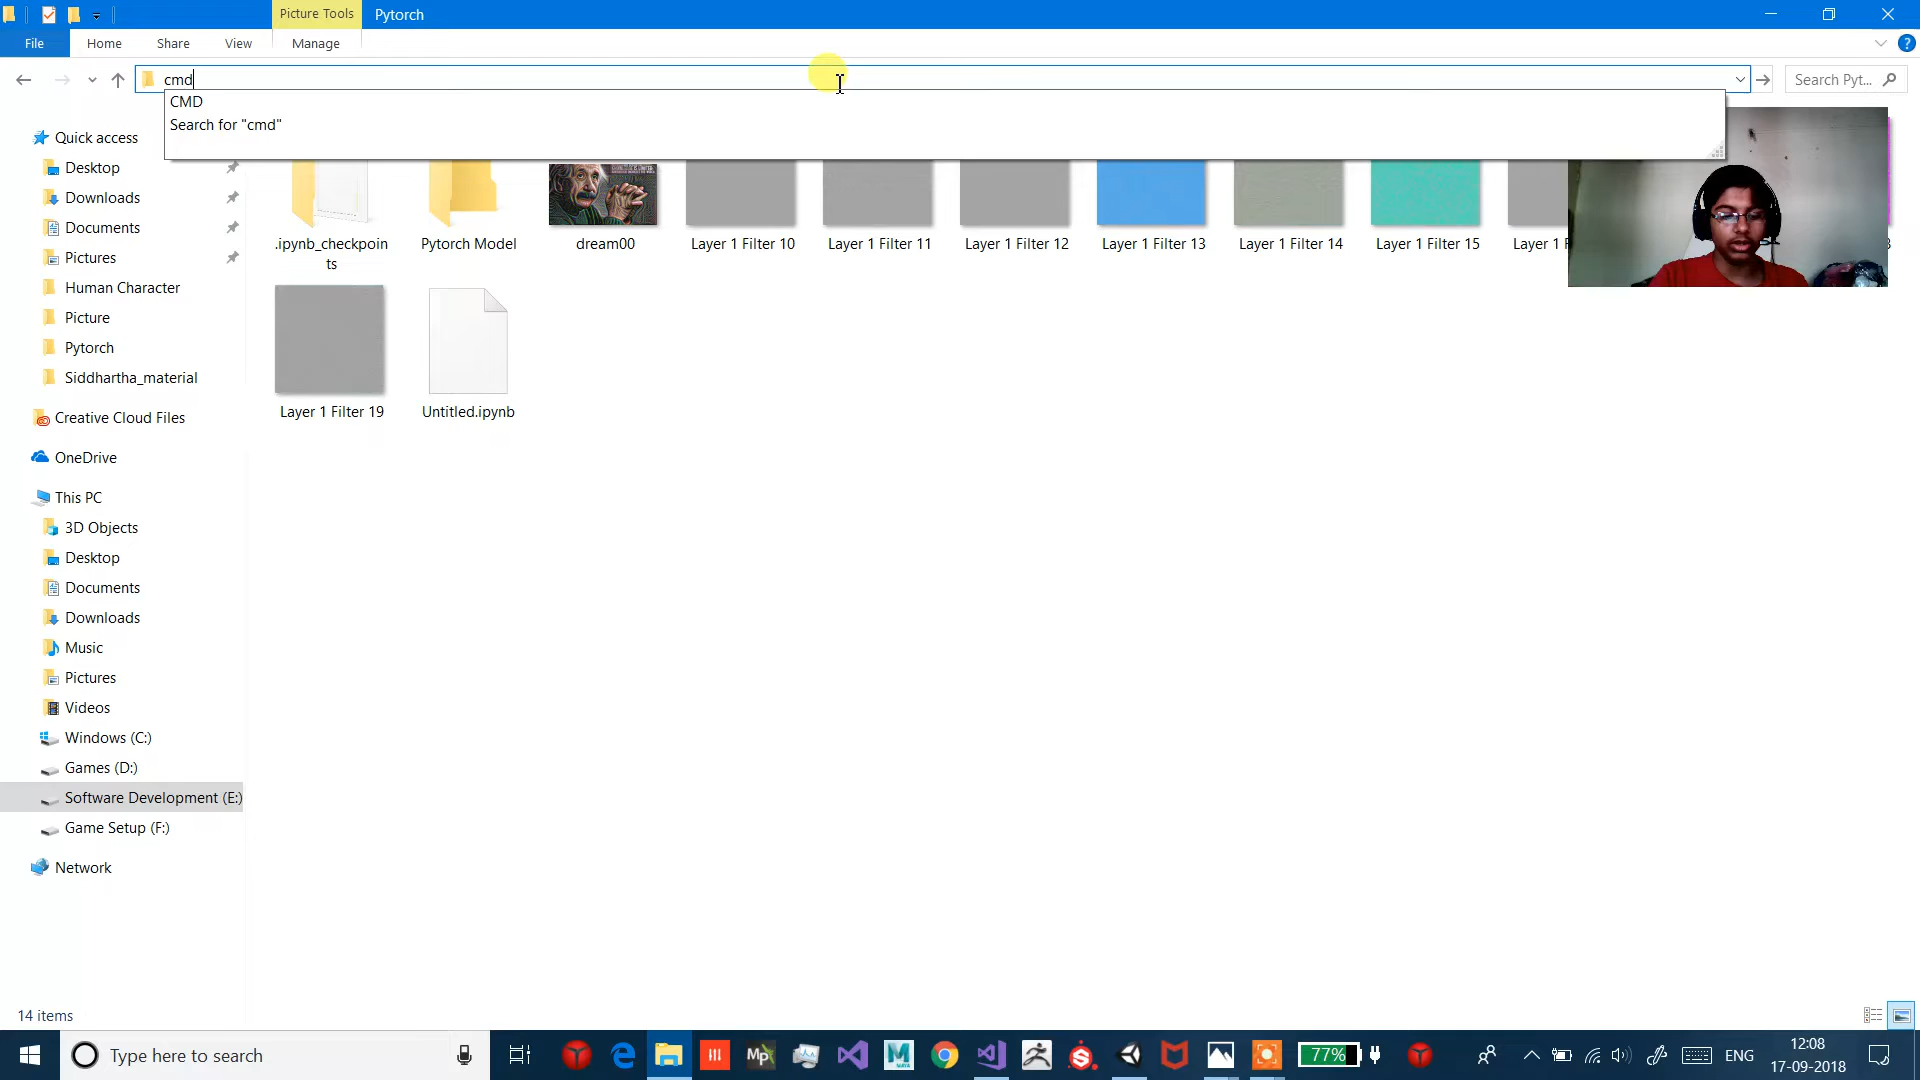 Picture Tools
Pytorch
File
Home
Share
View
Manage
cmd
Search Pyt...
CMD
Search for "cmd"
Quick access
Desktop
Downloads
Documents
Pictures
Human Character
Picture
Pytorch
Siddhartha_material
Creative Cloud Files
OneDrive
This PC
3D Objects
Desktop
Documents
Downloads
Music
Pictures
Videos
Windows (C:)
Games (D:)
Software Development (E:)
Game Setup (F:)
Network
.ipynb_checkpoin
ts
Pytorch Model
dream00
Layer 1 Filter 10
Layer 1 Filter 11
Layer 1 Filter 12
Layer 1 Filter 13
Layer 1 Filter 14
Layer 1 Filter 15
Layer 1
Layer 1 Filter 19
Untitled.ipynb
14 items
Type here to search
Mp
77%
ENG
12:08
17-09-2018